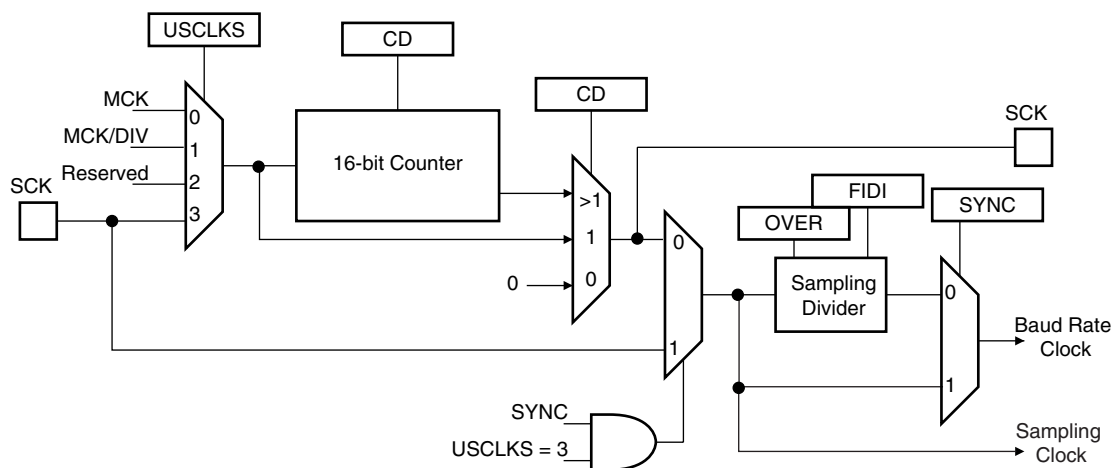 USCLKS
CD
CD
MCK
0
MCK/DIV
1
16-bit Counter
Reserved
2
SCK
3
SCK
>1
1
0
0
FIDI
OVER
SYNC
0
Sampling
Divider
0
Baud Rate
Clock
1
1
SYNC
USCLKS = 3
Sampling
Clock